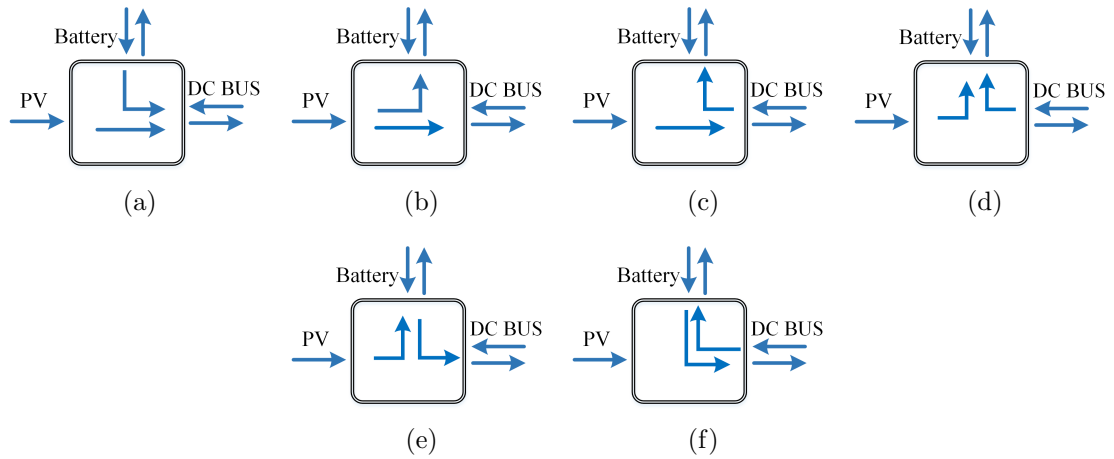 Battery
PV
DC BUS
(a)
Battery
PV
DC BUS
(b)
Battery
PV
DC BUS
(c)
Battery
PV
DC BUS
(d)
Battery
PV
DC BUS
(e)
Battery
PV
DC BUS
(f)